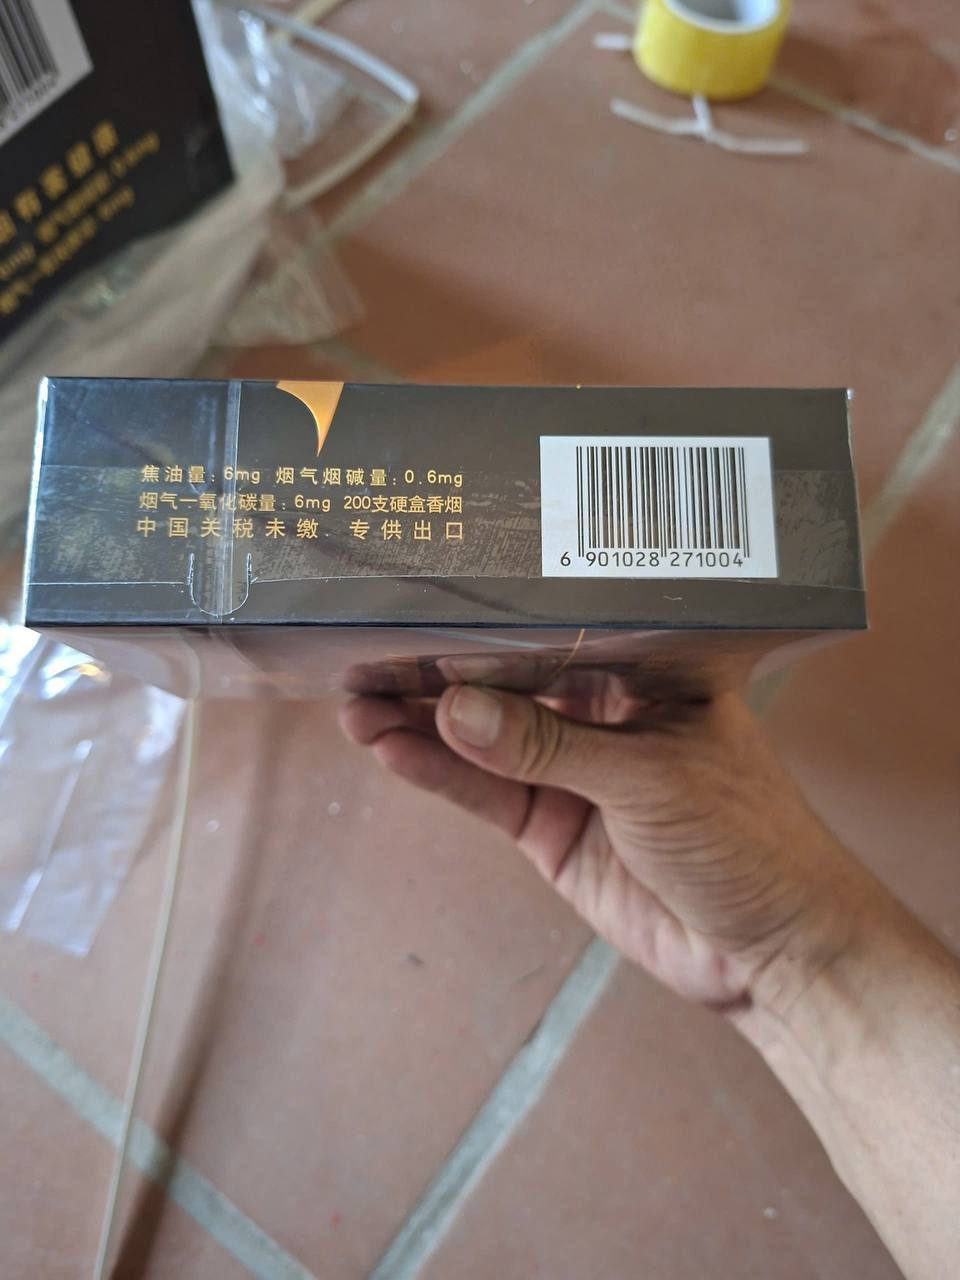 焦油量：6mg 烟气烟碱量：0.6mg
烟气一氧化碳量：6mg 200支硬盒香烟
中国关税未缴 专供出口
6 901028 271004